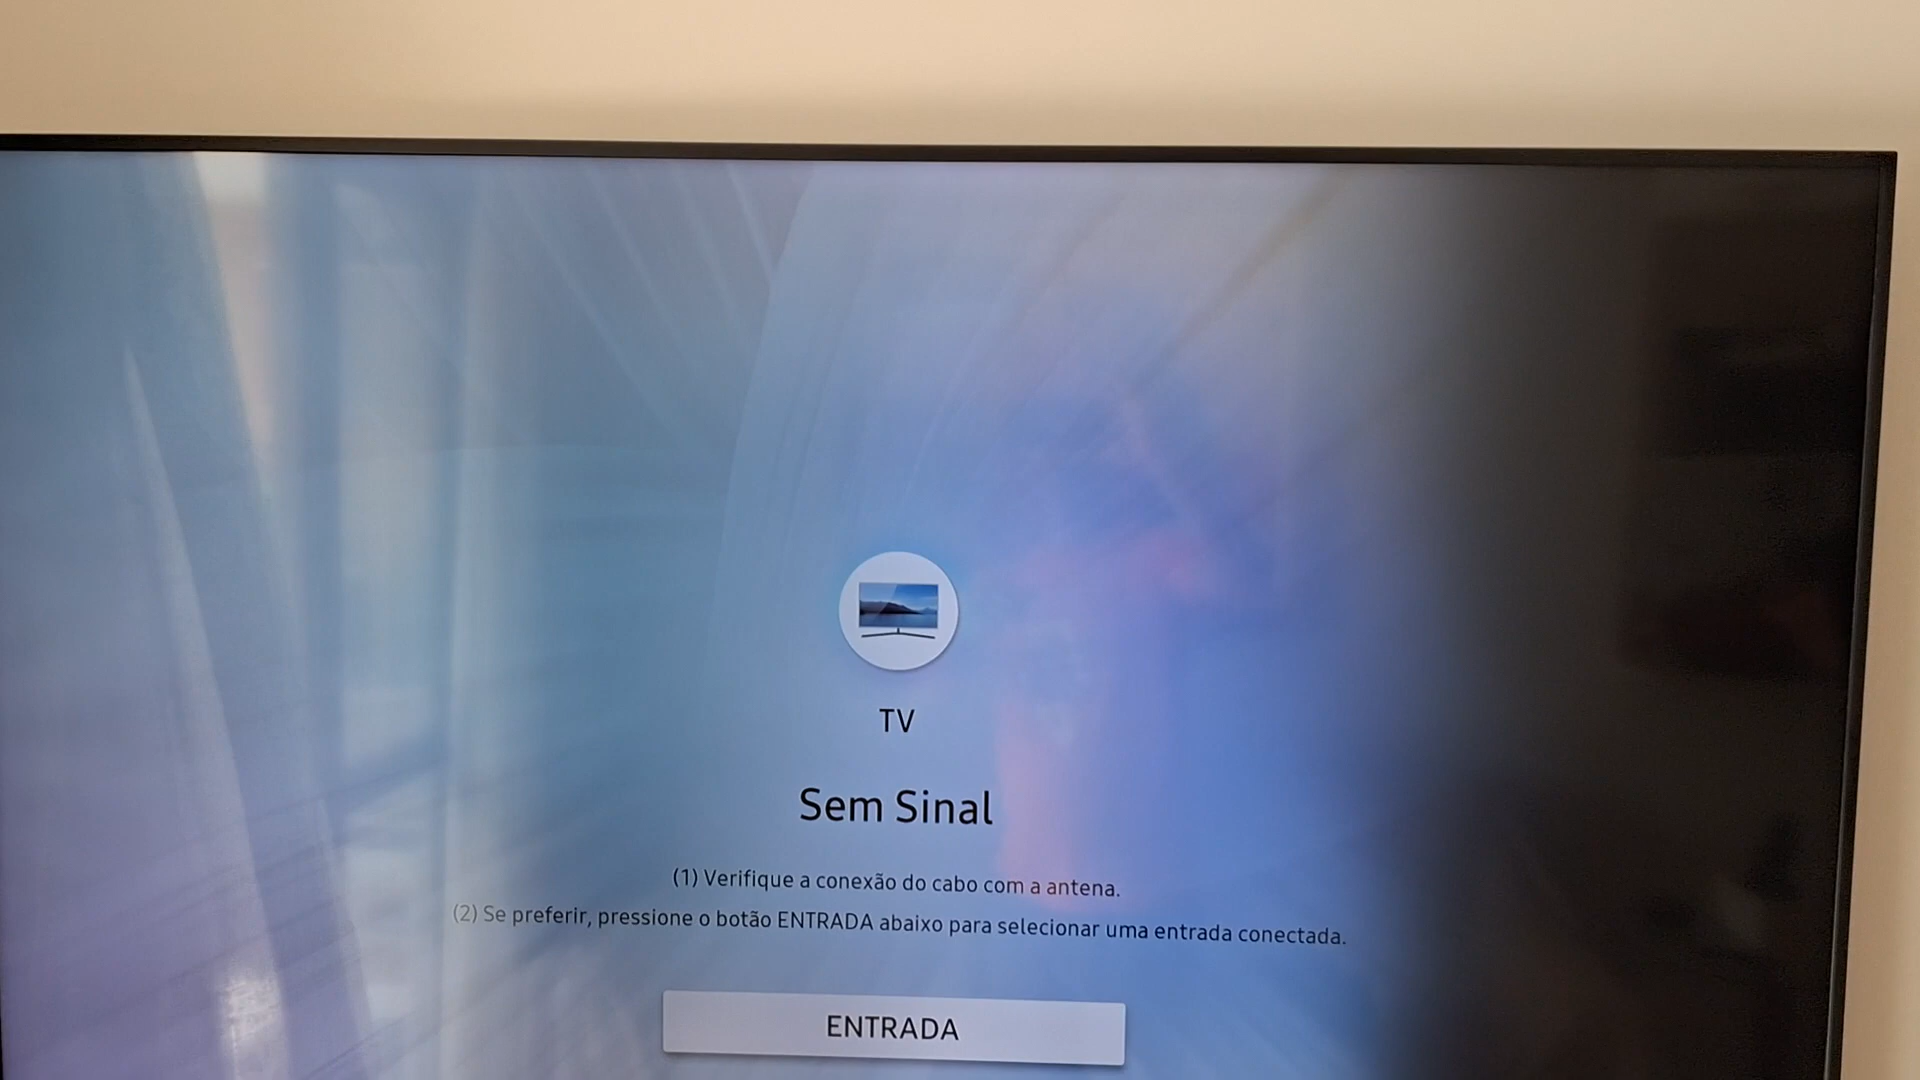 TV
Sem Sinal
(1) Verifique a conexão do cabo com a antena.
(2) Se preferir, pressione o botão ENTRADA abaixo para selecionar uma entrada conectada.
ENTRADA